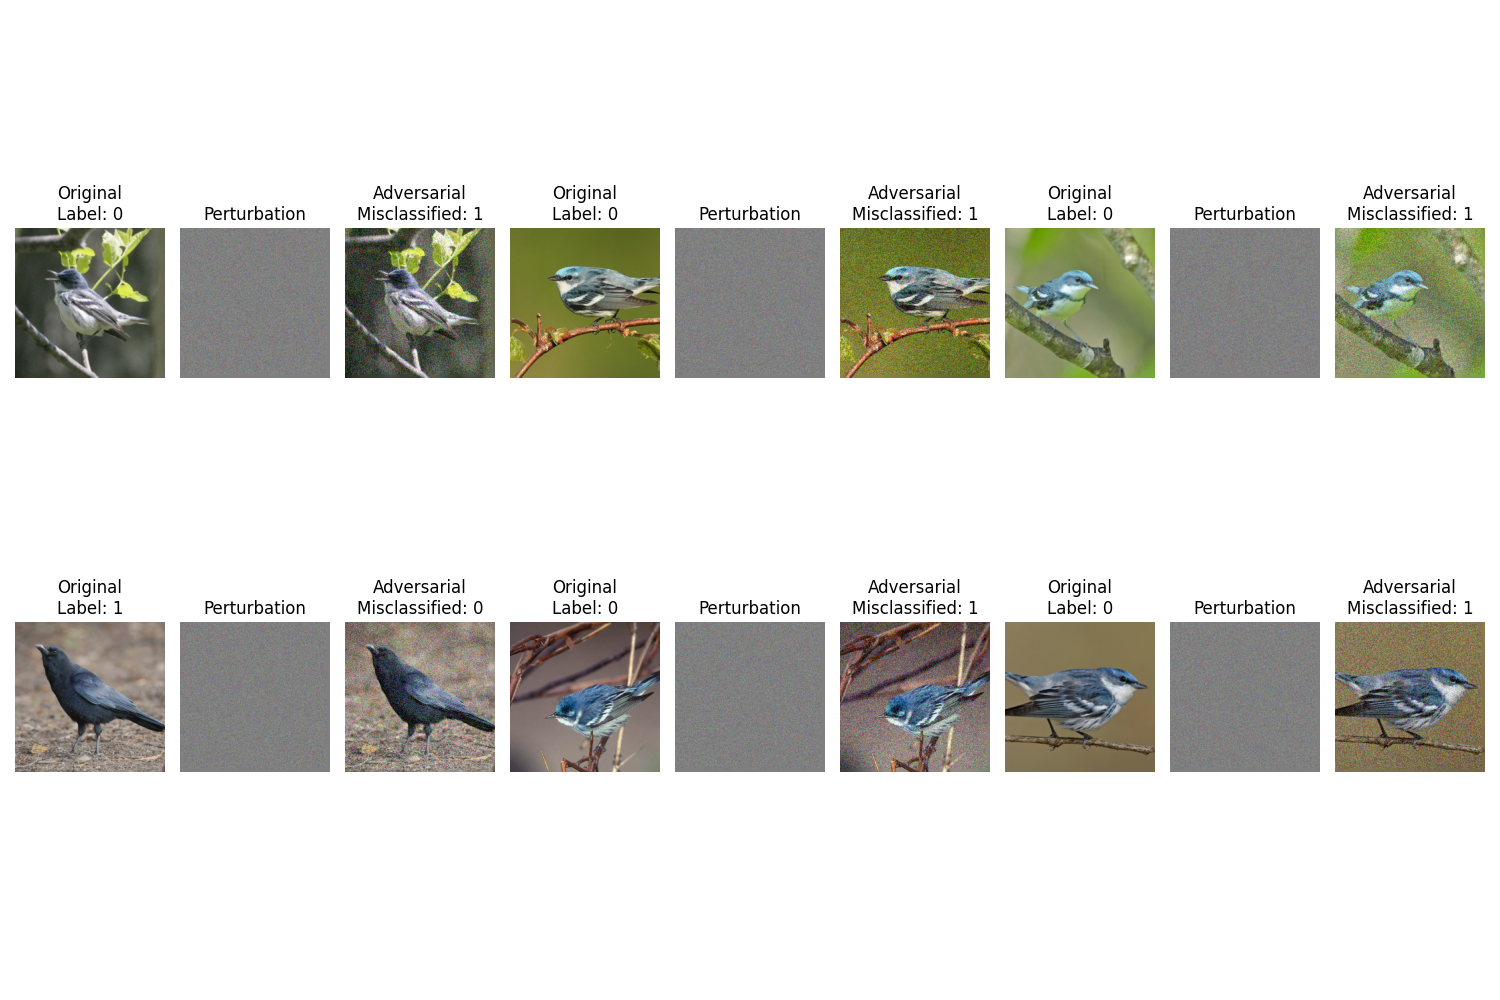 Original
Label: 0
Perturbation
Adversarial
Misclassified: 1
Original
Label: 0
Perturbation
Adversarial
Misclassified: 1
Original
Label: 0
Perturbation
Adversarial
Misclassified: 1
Original
Label: 1
Perturbation
Adversarial
Misclassified: 0
Original
Label: 0
Perturbation
Adversarial
Misclassified: 1
Original
Label: 0
Perturbation
Adversarial
Misclassified: 1